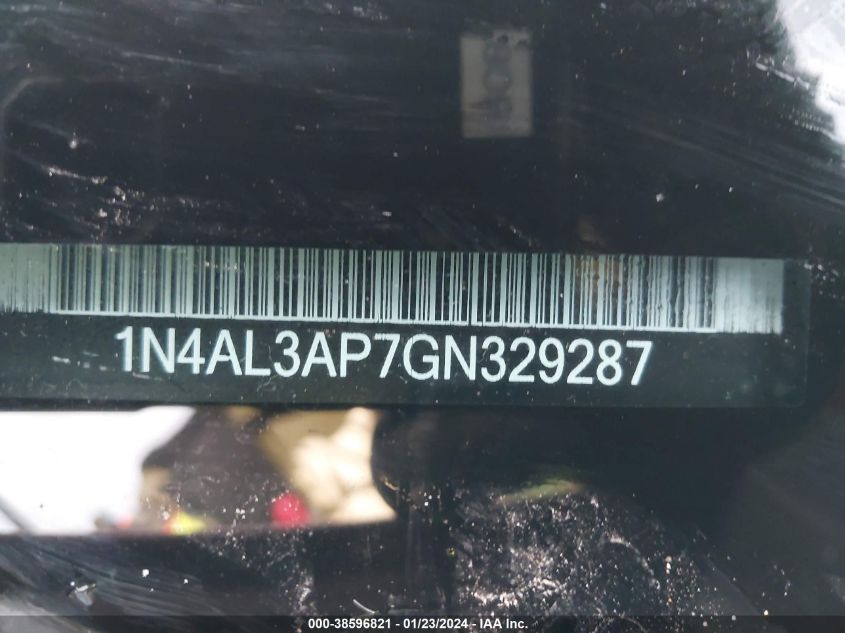 1N4AL3AP7GN329287
000-38596821 / 01/23/2024 - IAA Inc.